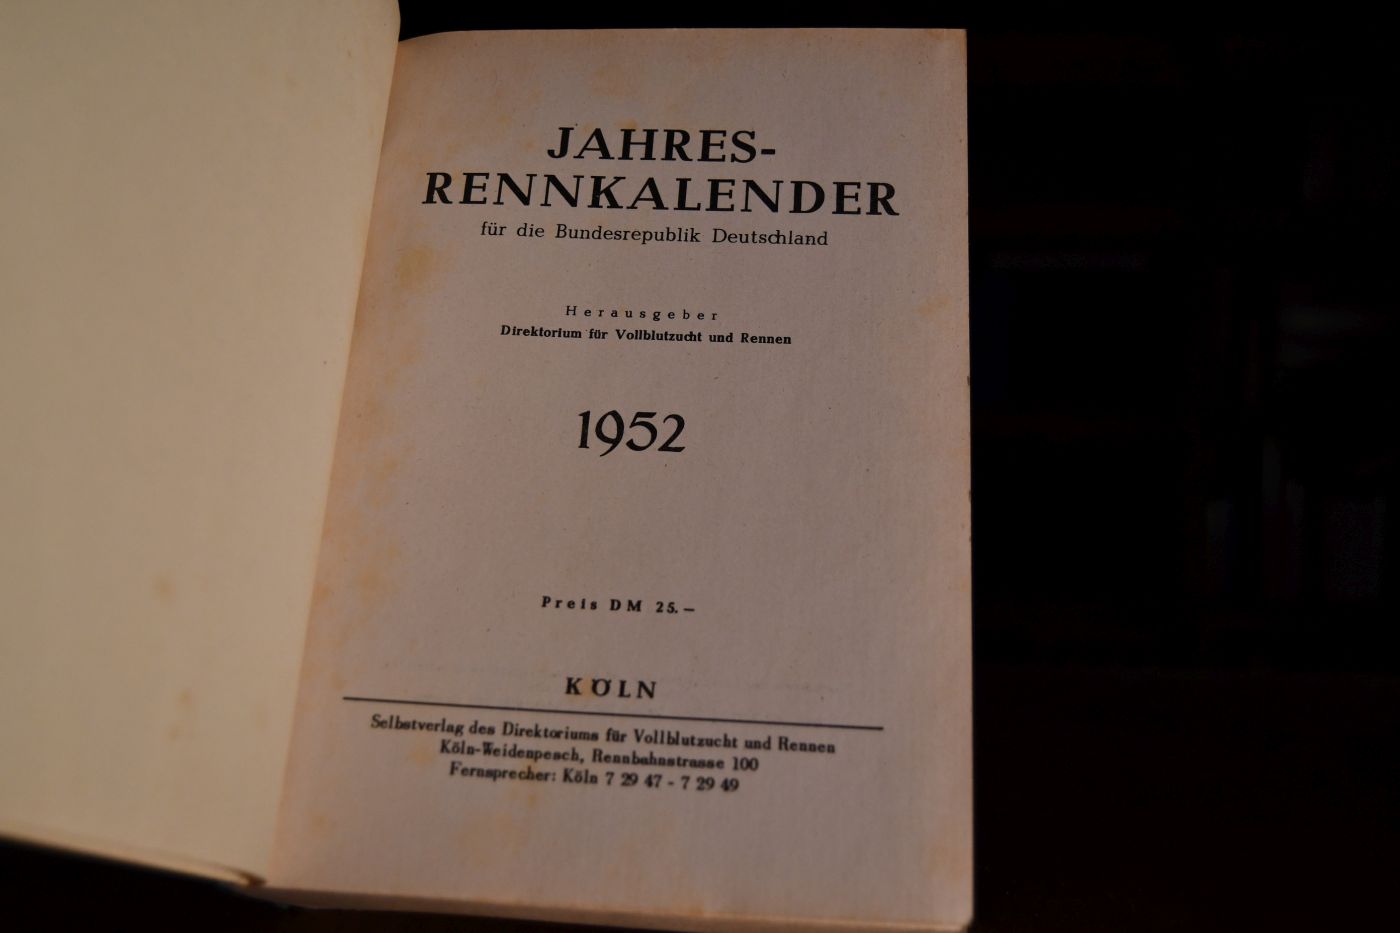 JAHRES-
RENNKALENDER
für die Bundesrepublik Deutschland
Herausgeber
Direktorium für Vollblutzucht und Rennen
1952
Preis DM 25.—
KÖLN
Selbstverlag des Direktoriums für Vollblutzucht und Rennen
Köln-Weidenpesch, Rennbahnstrasse 100
Fernsprecher: Köln 7 29 47 - 7 29 49